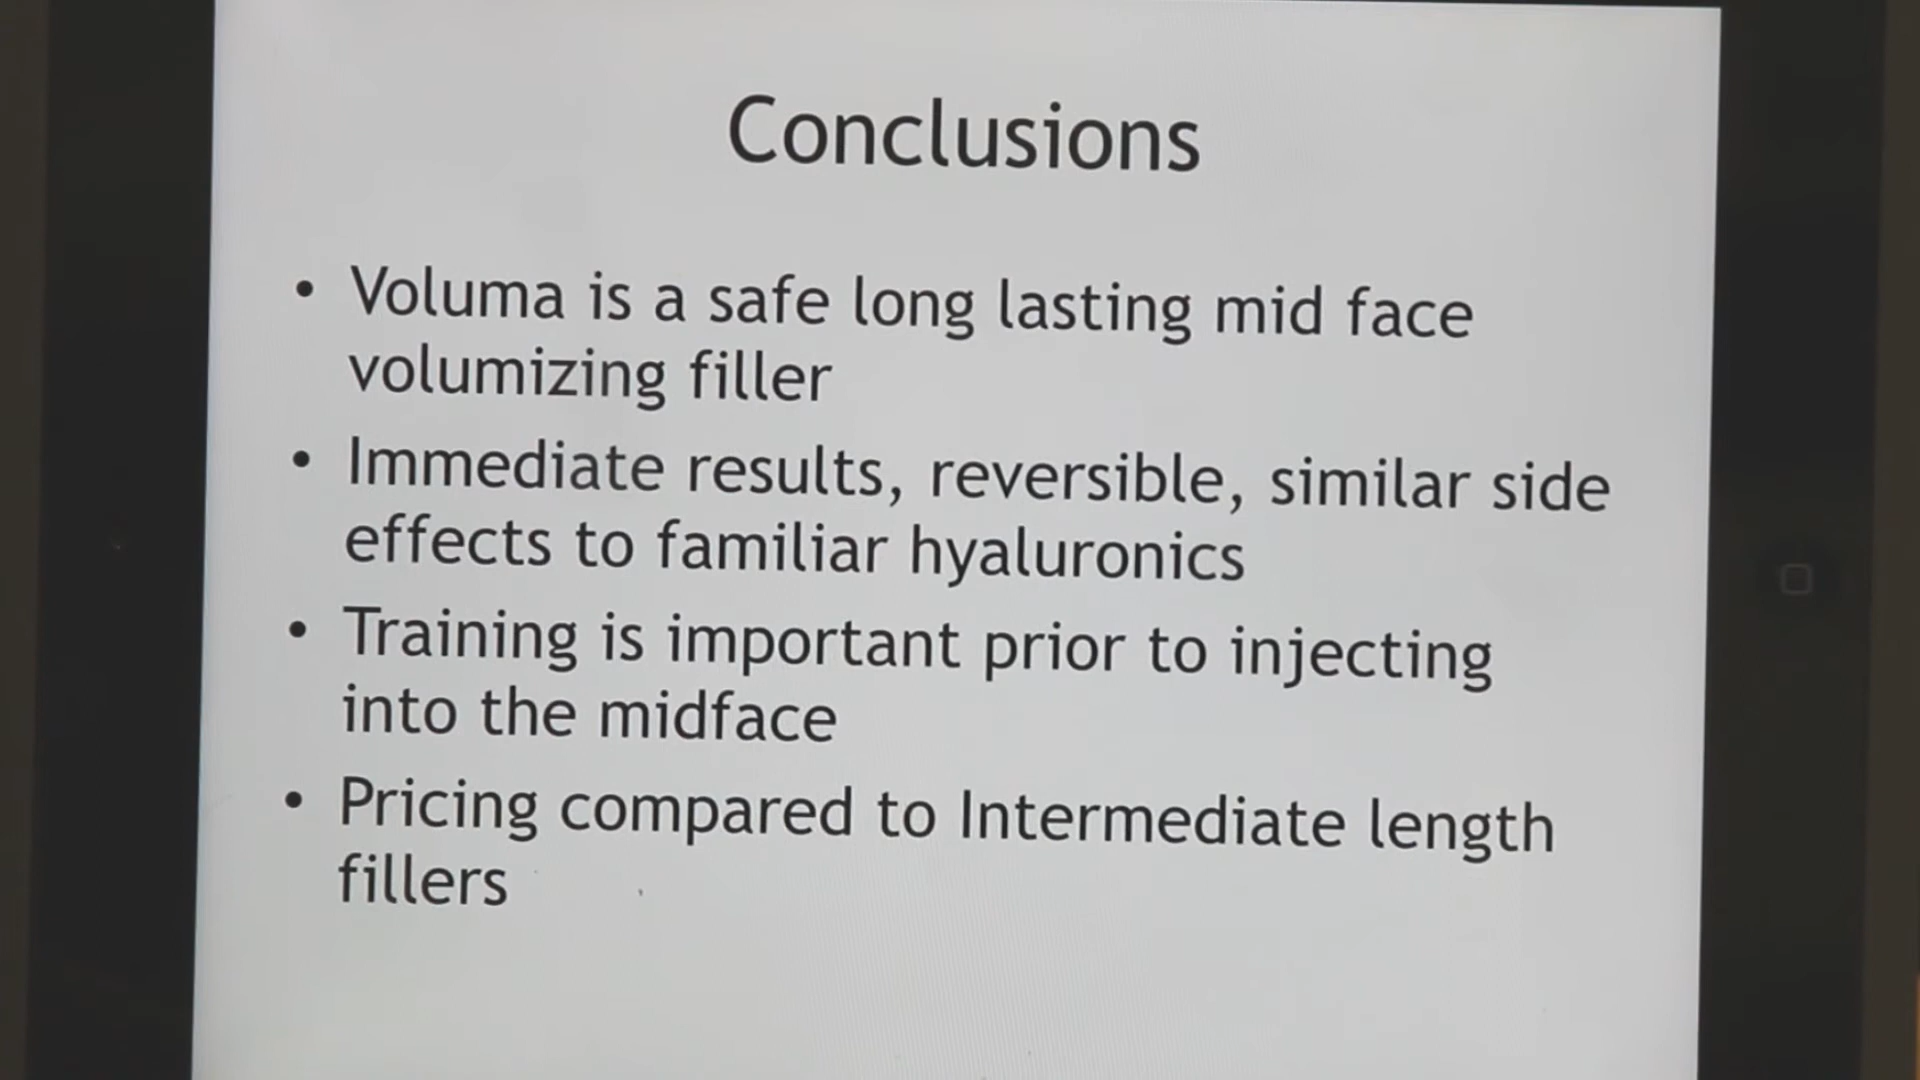 Conclusions
• Voluma is a safe long lasting mid face
volumizing filler
• Immediate results, reversible, similar side
effects to familiar hyaluronics
• Training is important prior to injecting
into the midface
• Pricing compared to Intermediate length
fillers